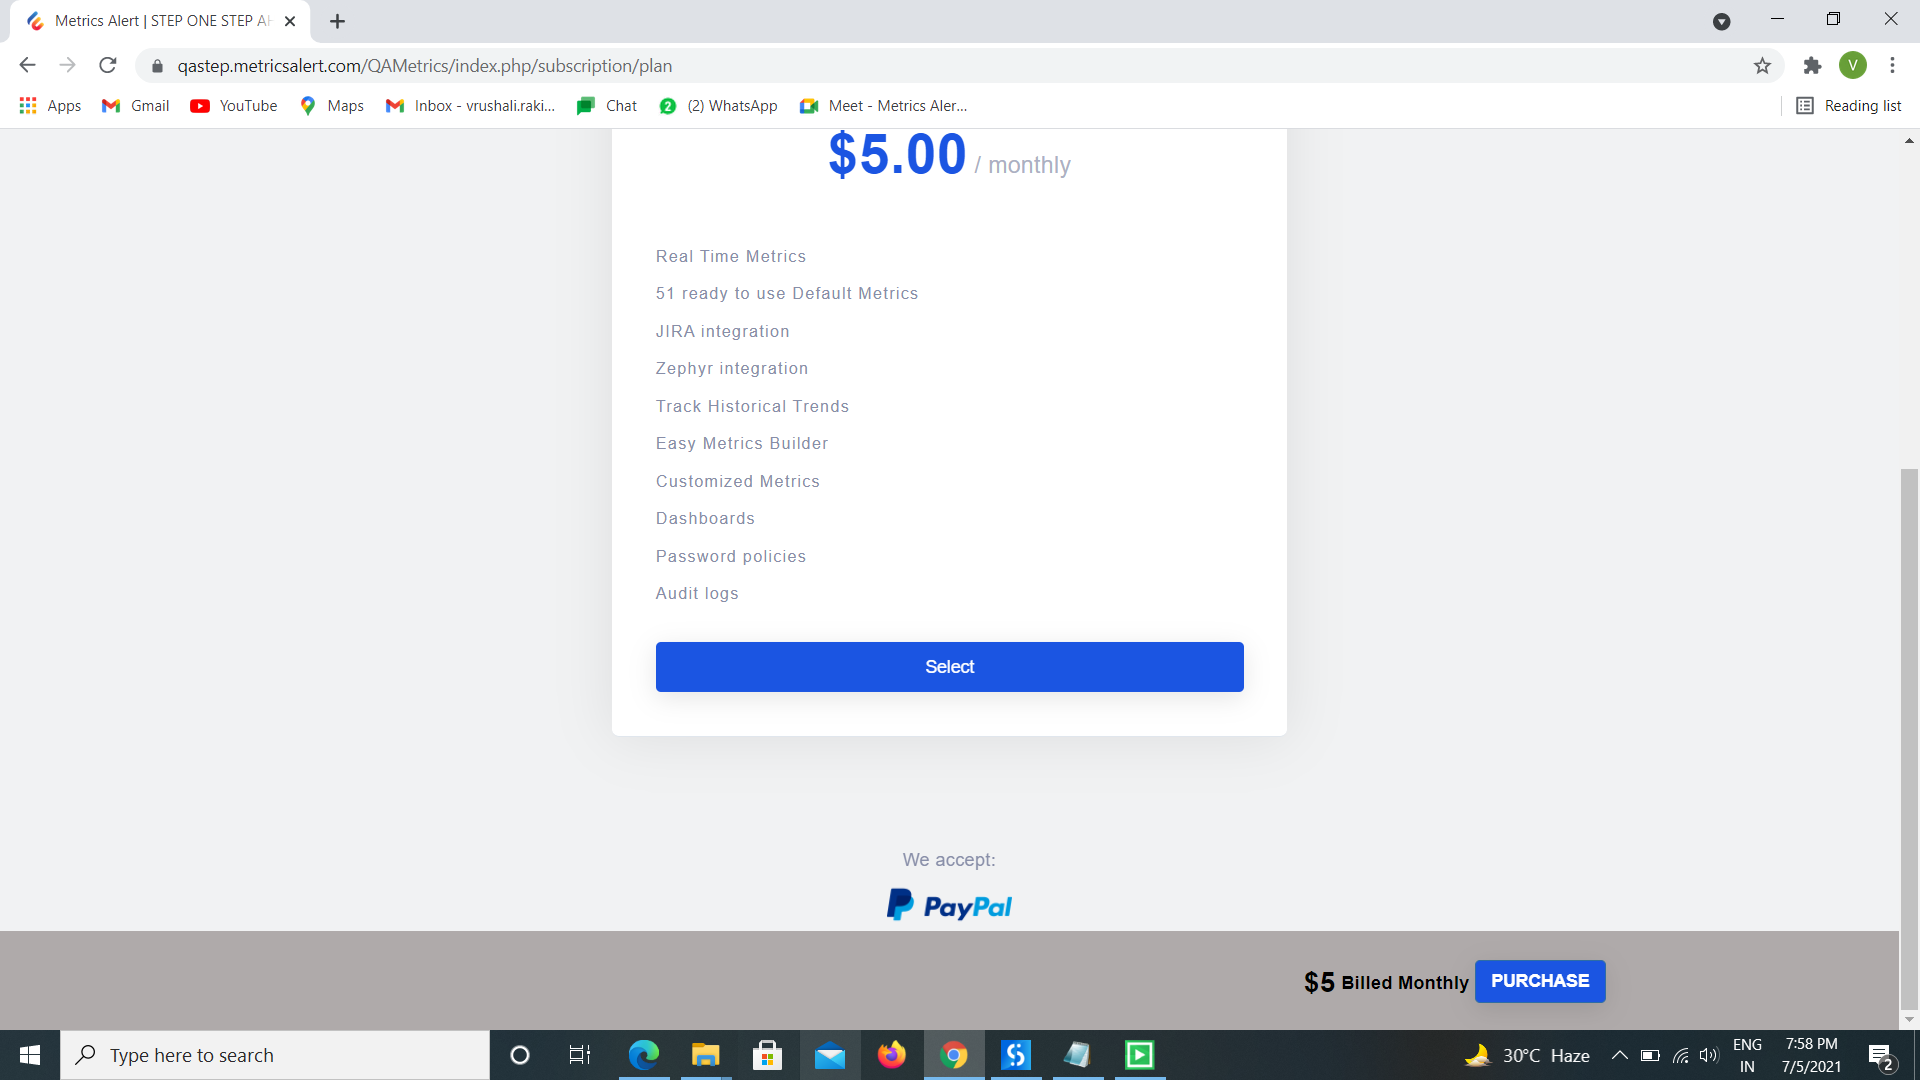 Metrics Alert | STEP ONE STEP AH
qastep.metricsalert.com/QAMetrics/index.php/subscription/plan
V
Apps
Gmail
YouTube
Maps
Inbox - vrushali.raki...
Chat
2
(2) WhatsApp
Meet - Metrics Aler...
Reading list
$5.00 / monthly
Real Time Metrics
51 ready to use Default Metrics
JIRA integration
Zephyr integration
Track Historical Trends
Easy Metrics Builder
Customized Metrics
Dashboards
Password policies
Audit logs
Select
We accept:
PayPal
$5 Billed Monthly PURCHASE
Type here to search
30°C Haze
ENG
IN
7:58 PM
7/5/2021
2